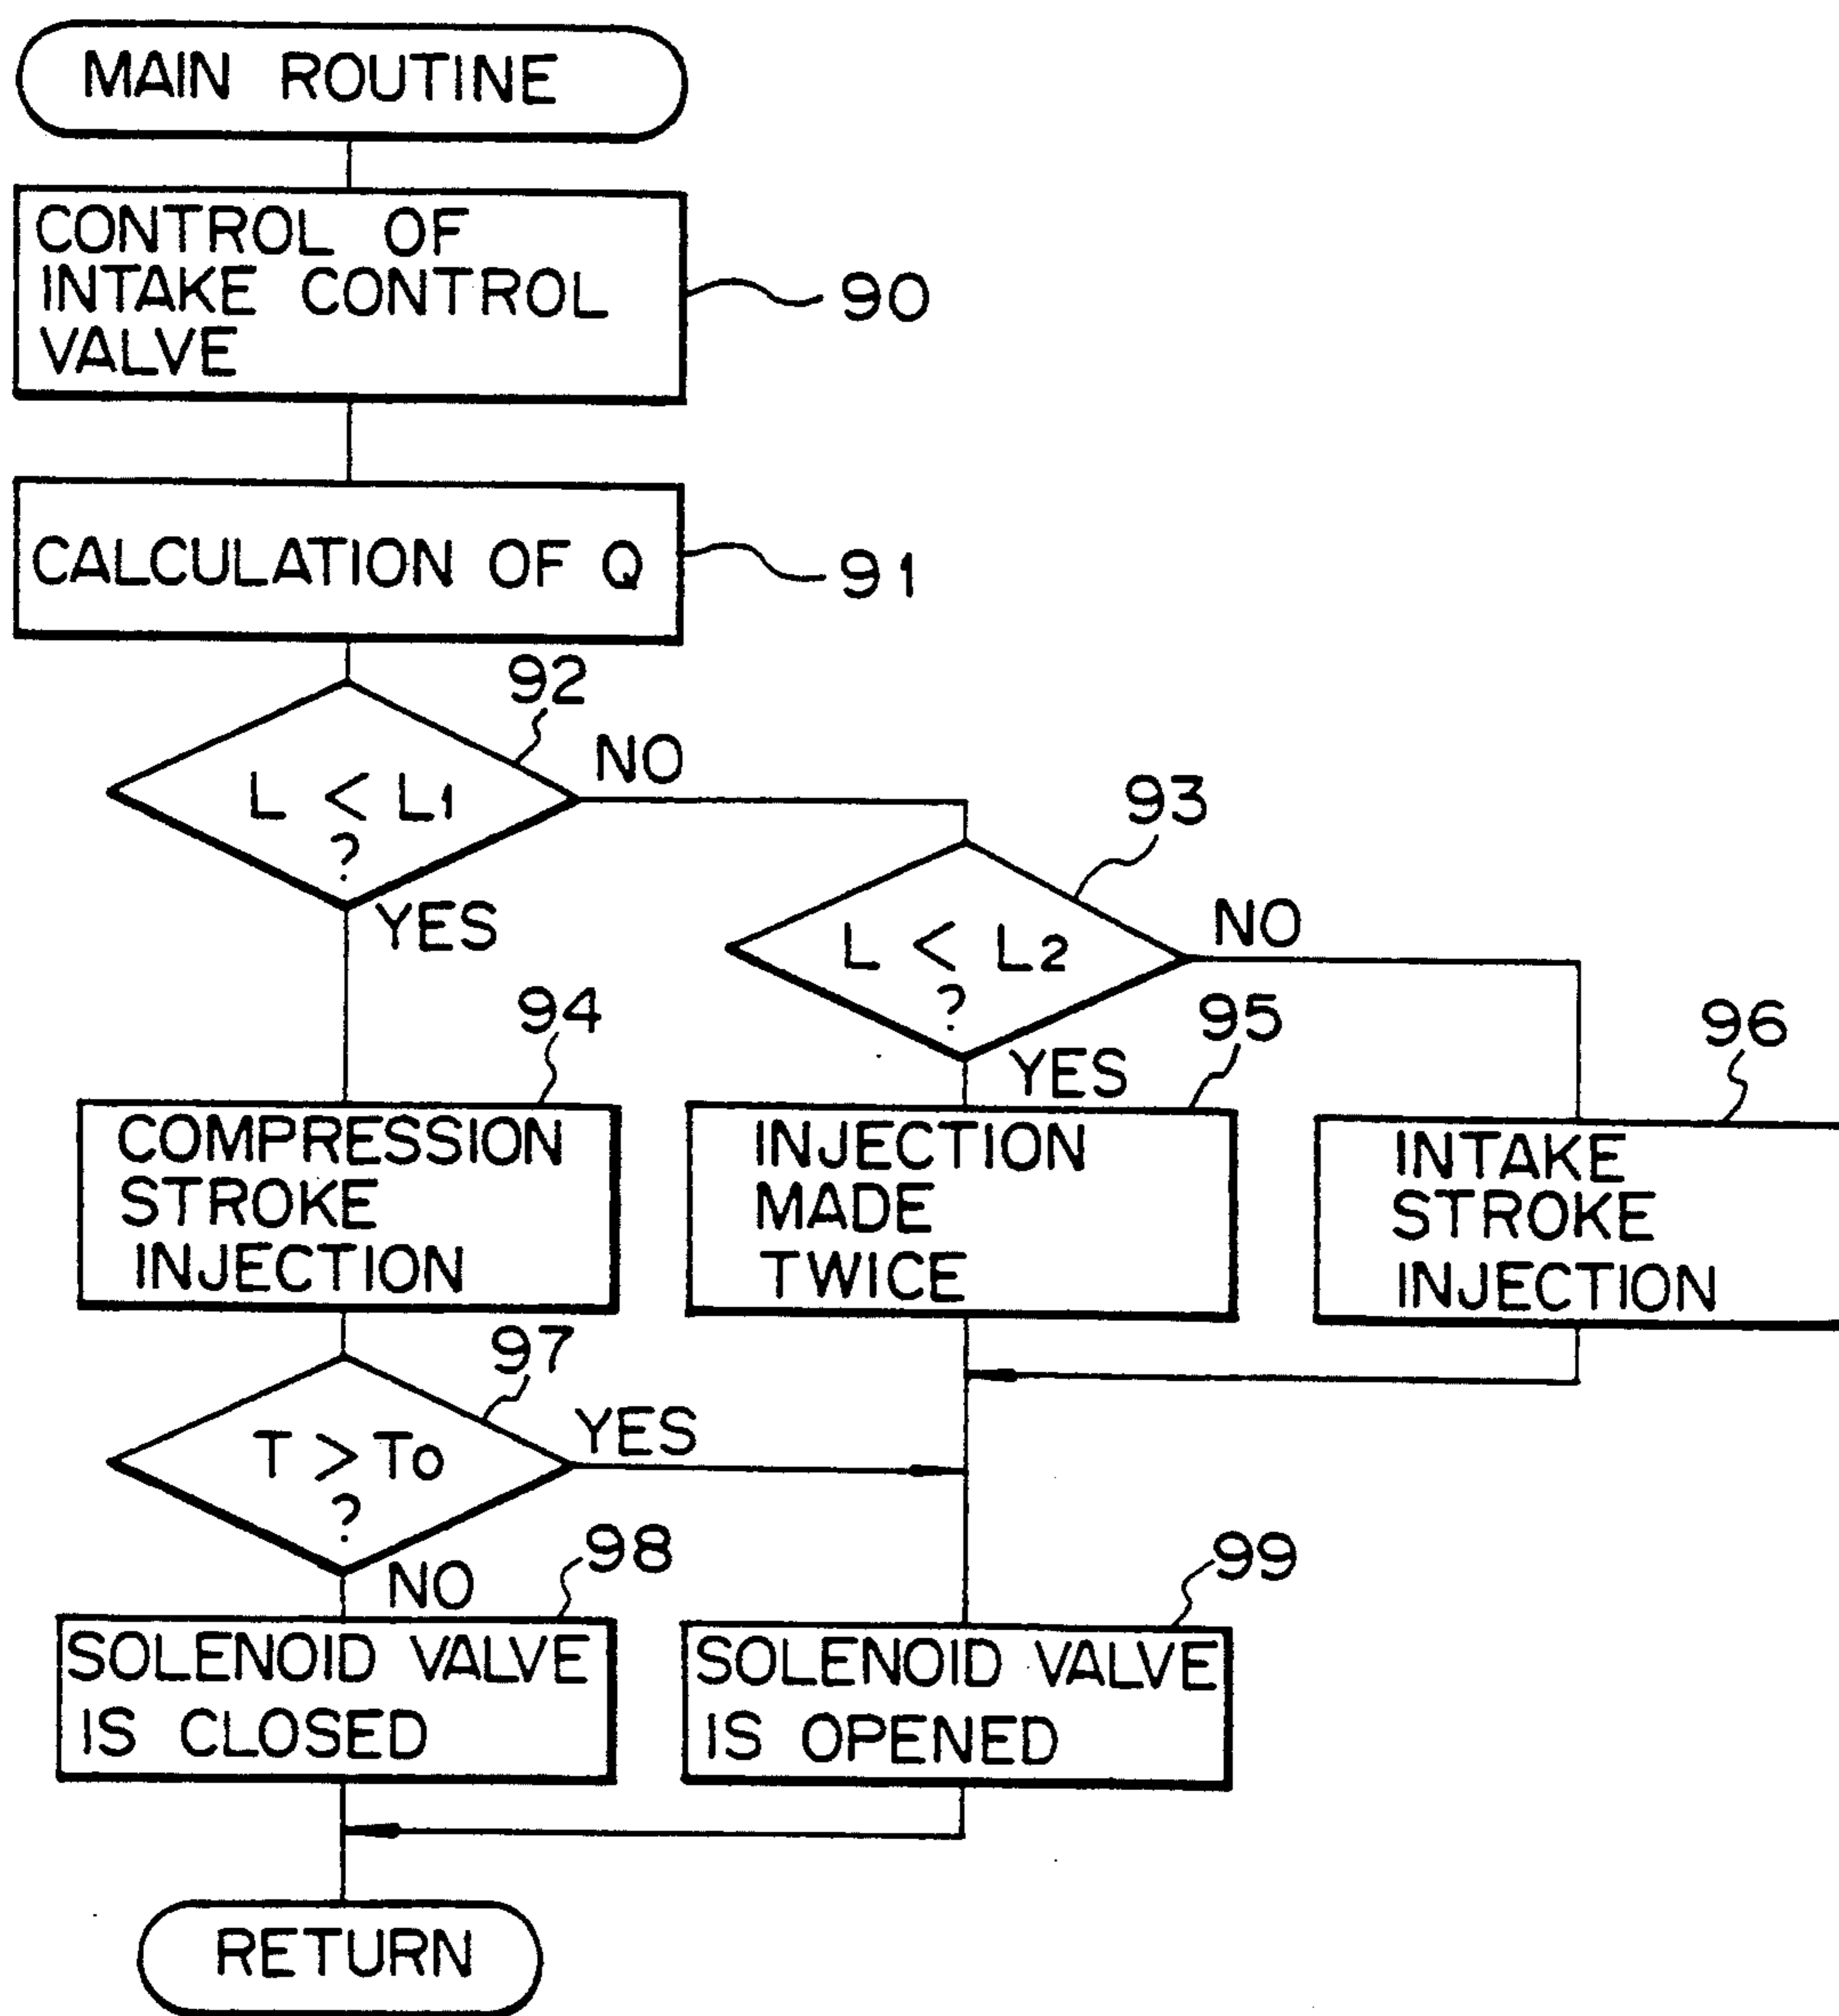 MAIN ROUTINE
CONTROL OF
INTAKE CONTROL
VALVE
90
CALCULATION OF Q
91
92
L < L1
?
NO
YES
93
L < L2
?
NO
YES
94
COMPRESSION
STROKE
INJECTION
95
INJECTION
MADE
TWICE
96
INTAKE
STROKE
INJECTION
97
T > To
?
YES
NO
98
SOLENOID VALVE
IS CLOSED
99
SOLENOID VALVE
IS OPENED
RETURN